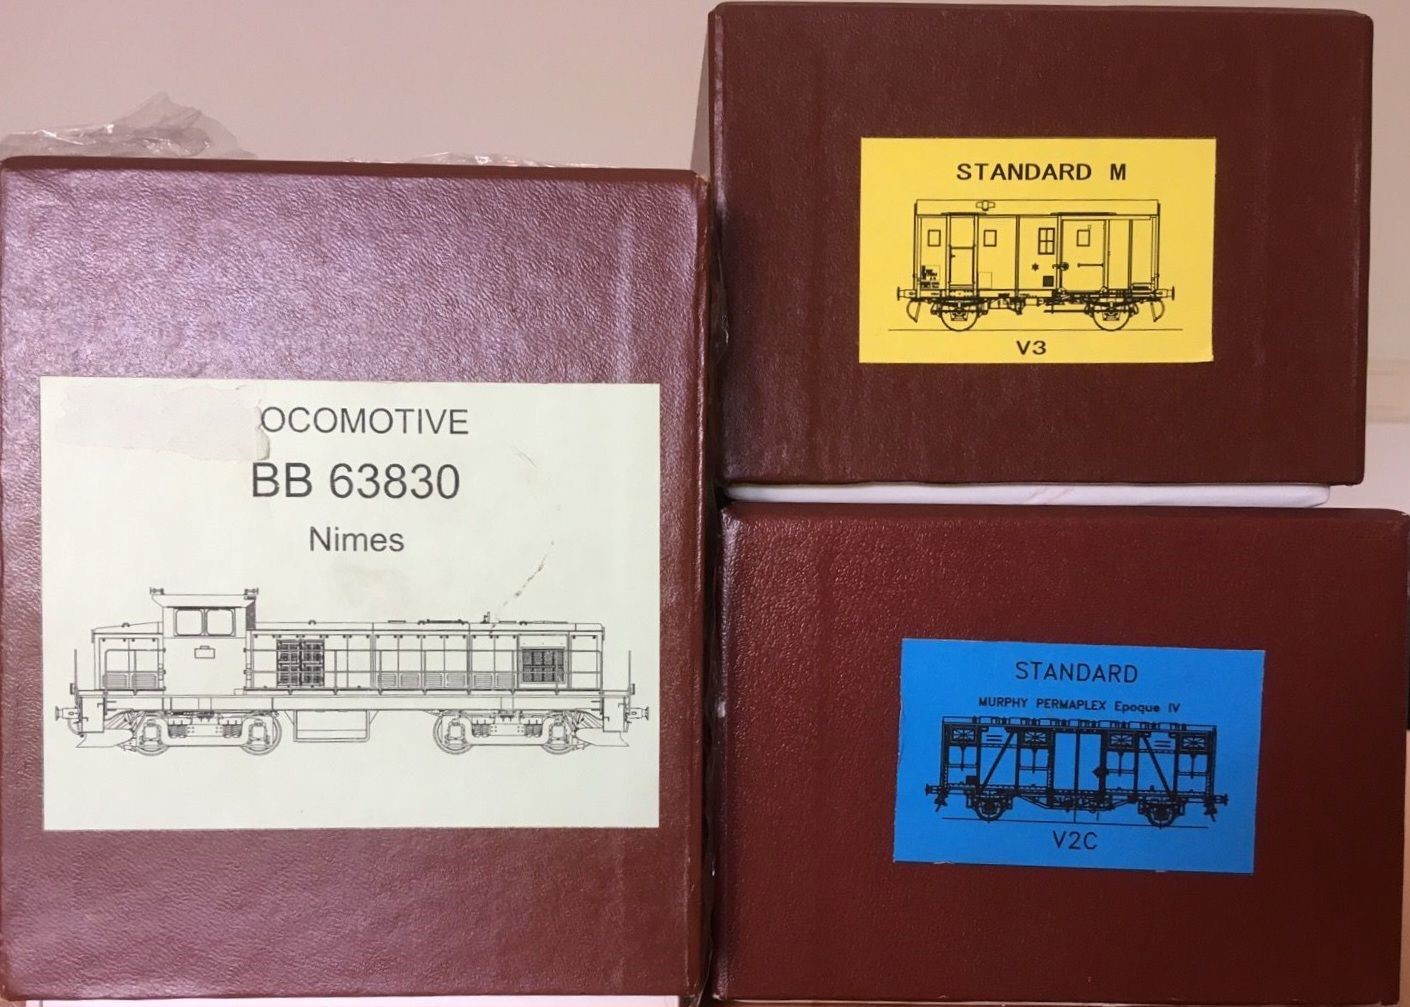 OCOMOTIVE
BB 63830
Nimes
STANDARD M
V3
STANDARD
MURPHY PERMAPLEX Epoque IV
V2C